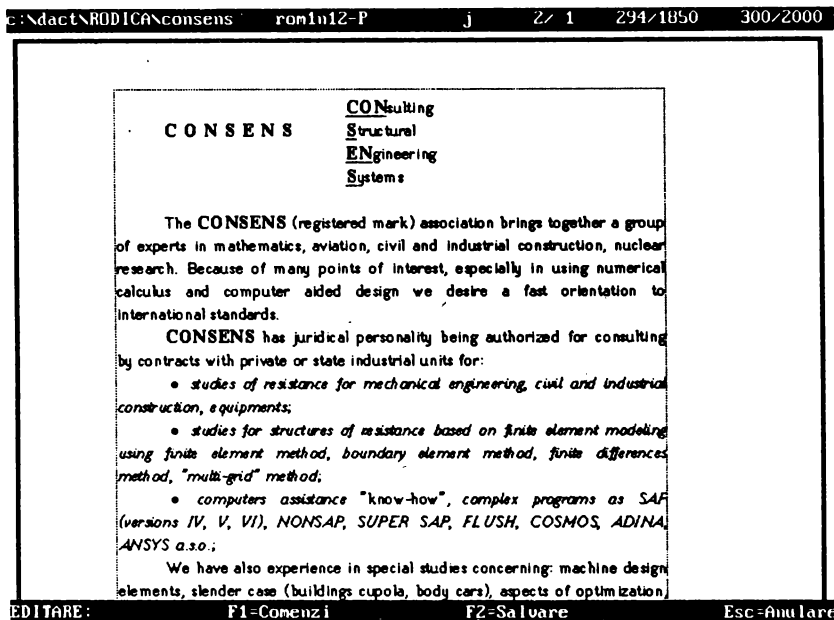 c:\dact\RODICA\consens rom1n12-P j 2/ 1 294/1850 300/2000
CONsulting
CONSENS Structural
ENgineering
Systems
The CONSENS (registered mark) association brings together a group
of experts in mathematics, aviation, civil and industrial construction, nuclear
research. Because of many points of interest, especially in using numerical
calculus and computer aided design we desire a fast orientation to
international standards.
CONSENS has juridical personality being authorized for consulting
by contracts with private or state industrial units for:
• studies of resistance for mechanical engineering, civil and industrial
construction, equipments;
• studies for structures of resistance based on finite element modeling
using finite element method, boundary element method, finite differences
method, "multi-grid" method;
• computers assistance "know-how", complex programs as SAP
(versions IV, V, VI), NONSAP, SUPER SAP, FLUSH, COSMOS, ADINA,
ANSYS a.s.o.;
We have also experience in special studies concerning: machine design
elements, slender case (buildings cupola, body cars), aspects of optimization,
EDITARE: F1=Comenzi F2=Salvare Esc=Anulare